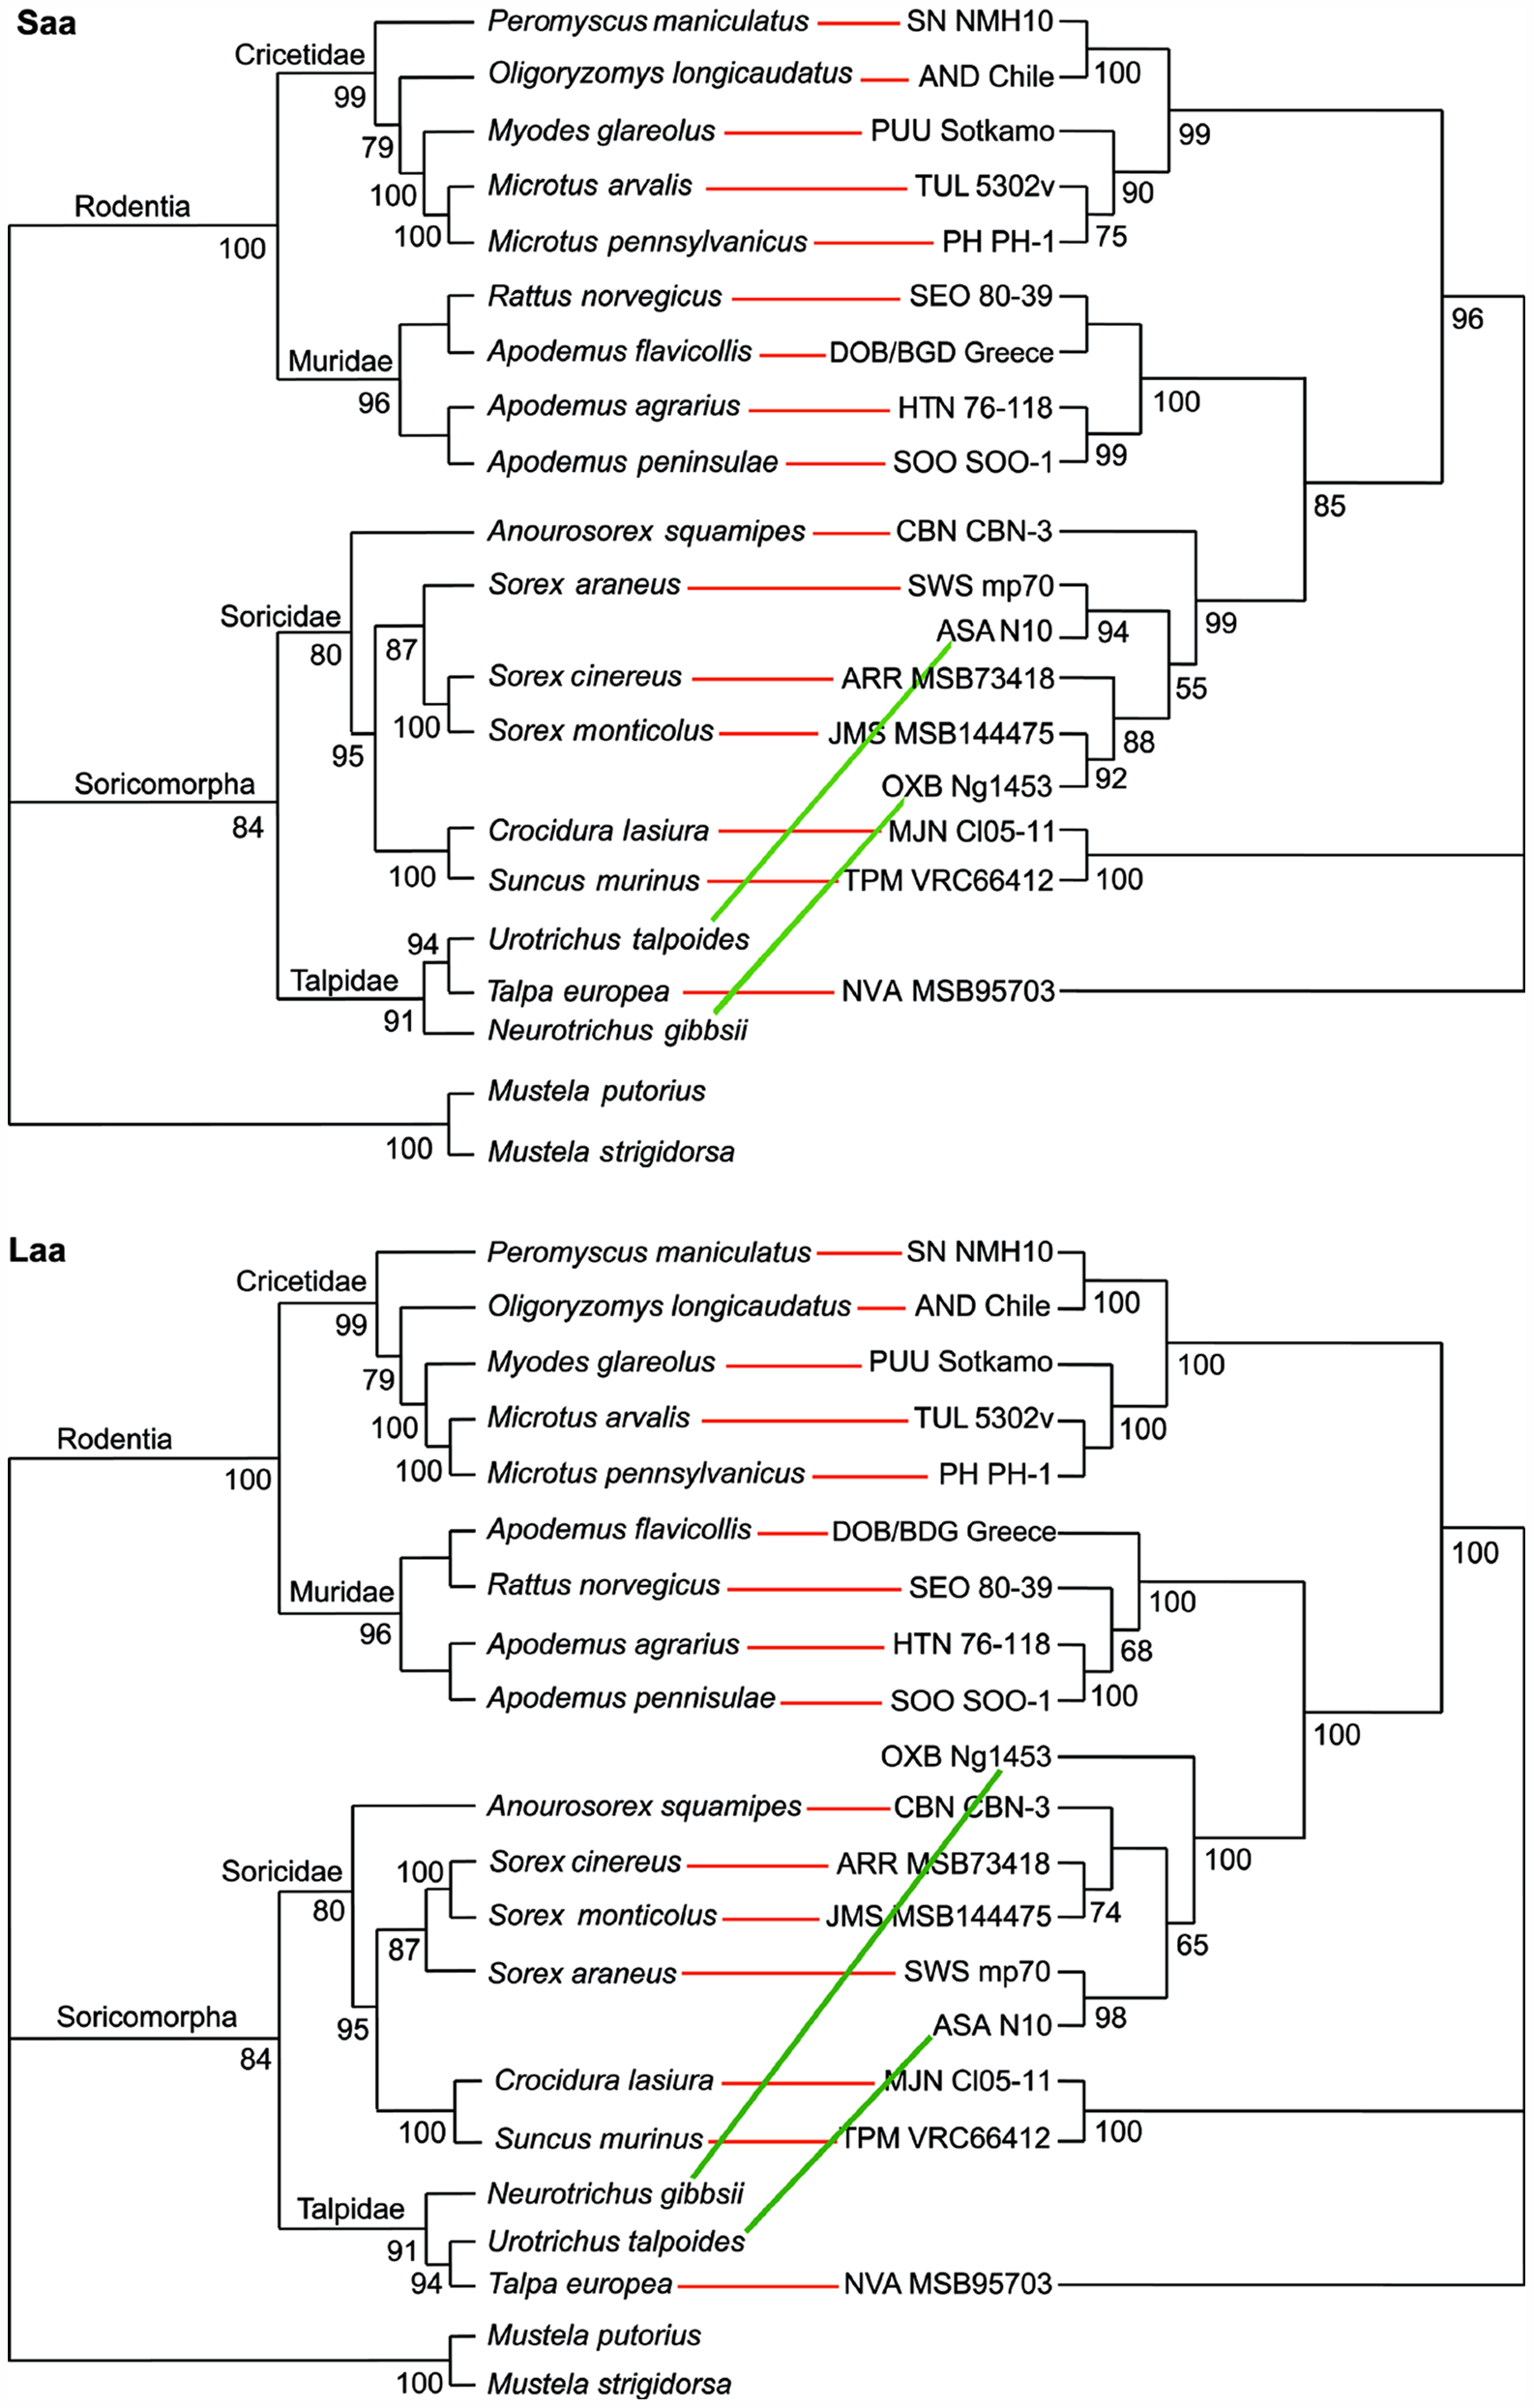 Saa
Peromyscus maniculatus SN NMH10
Cricetidae
Oligoryzomys longicaudatus AND Chile 100
99
Myodes glareolus PUU Sotkamo 99
79
Microtus arvalis TUL 5302v 90
100
Rodentia
Microtus pennsylvanicus PH PH-1 75
100
100
Rattus norvegicus SEO 80-39
96
Muridae Apodemus flavicollis DOB/BGD Greece
96 Apodemus agrarius HTN 76-118 100
Apodemus peninsulae SOO SOO-1 99
85
Anourosorex squamipes CBN CBN-3
Sorex araneus SWS mp70
Soricidae
ASA N10 94 99
80 87
Sorex cinereus ARR MSB73418 55
100 Sorex monticolus JMS MSB144475 88
95
Soricomorpha OXB Ng1453 92
84 Crocidura lasiura MJN Cl05-11
100 Suncus murinus TPM VRC66412 100
94 Urotrichus talpoides
Talpidae Talpa europea NVA MSB95703
91 Neurotrichus gibbsii
Mustela putorius
100 Mustela strigidorsa
Laa
Peromyscus maniculatus SN NMH10
Cricetidae
Oligoryzomys longicaudatus AND Chile 100
99
Myodes glareolus PUU Sotkamo 100
79
Microtus arvalis TUL 5302v 100
100
Rodentia
Microtus pennsylvanicus PH PH-1
100 100
Apodemus flavicollis DOB/BDG Greece
100
Muridae Rattus norvegicus SEO 80-39 100
96 Apodemus agrarius HTN 76-118 68
Apodemus pennisulae SOO SOO-1 100
100
OXB Ng1453
Anourosorex squamipes CBN CBN-3
Soricidae 100 Sorex cinereus ARR MSB73418 100
80 Sorex monticolus JMS MSB144475 74
87 65
Sorex araneus SWS mp70
Soricomorpha 95 ASA N10 98
84
Crocidura lasiura MJN Cl05-11
100 Suncus murinus TPM VRC66412 100
Neurotrichus gibbsii
Talpidae
91 Urotrichus talpoides
94 Talpa europea NVA MSB95703
Mustela putorius
100 Mustela strigidorsa